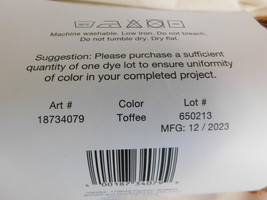 Machine washable. Low Iron. Do not bleach.
Do not tumble dry. Dry flat.
Suggestion: Please purchase a sufficient
quantity of one dye lot to ensure uniformity
of color in your completed project.
Art # Color Lot #
18734079 Toffee 650213
MFG: 12 / 2023